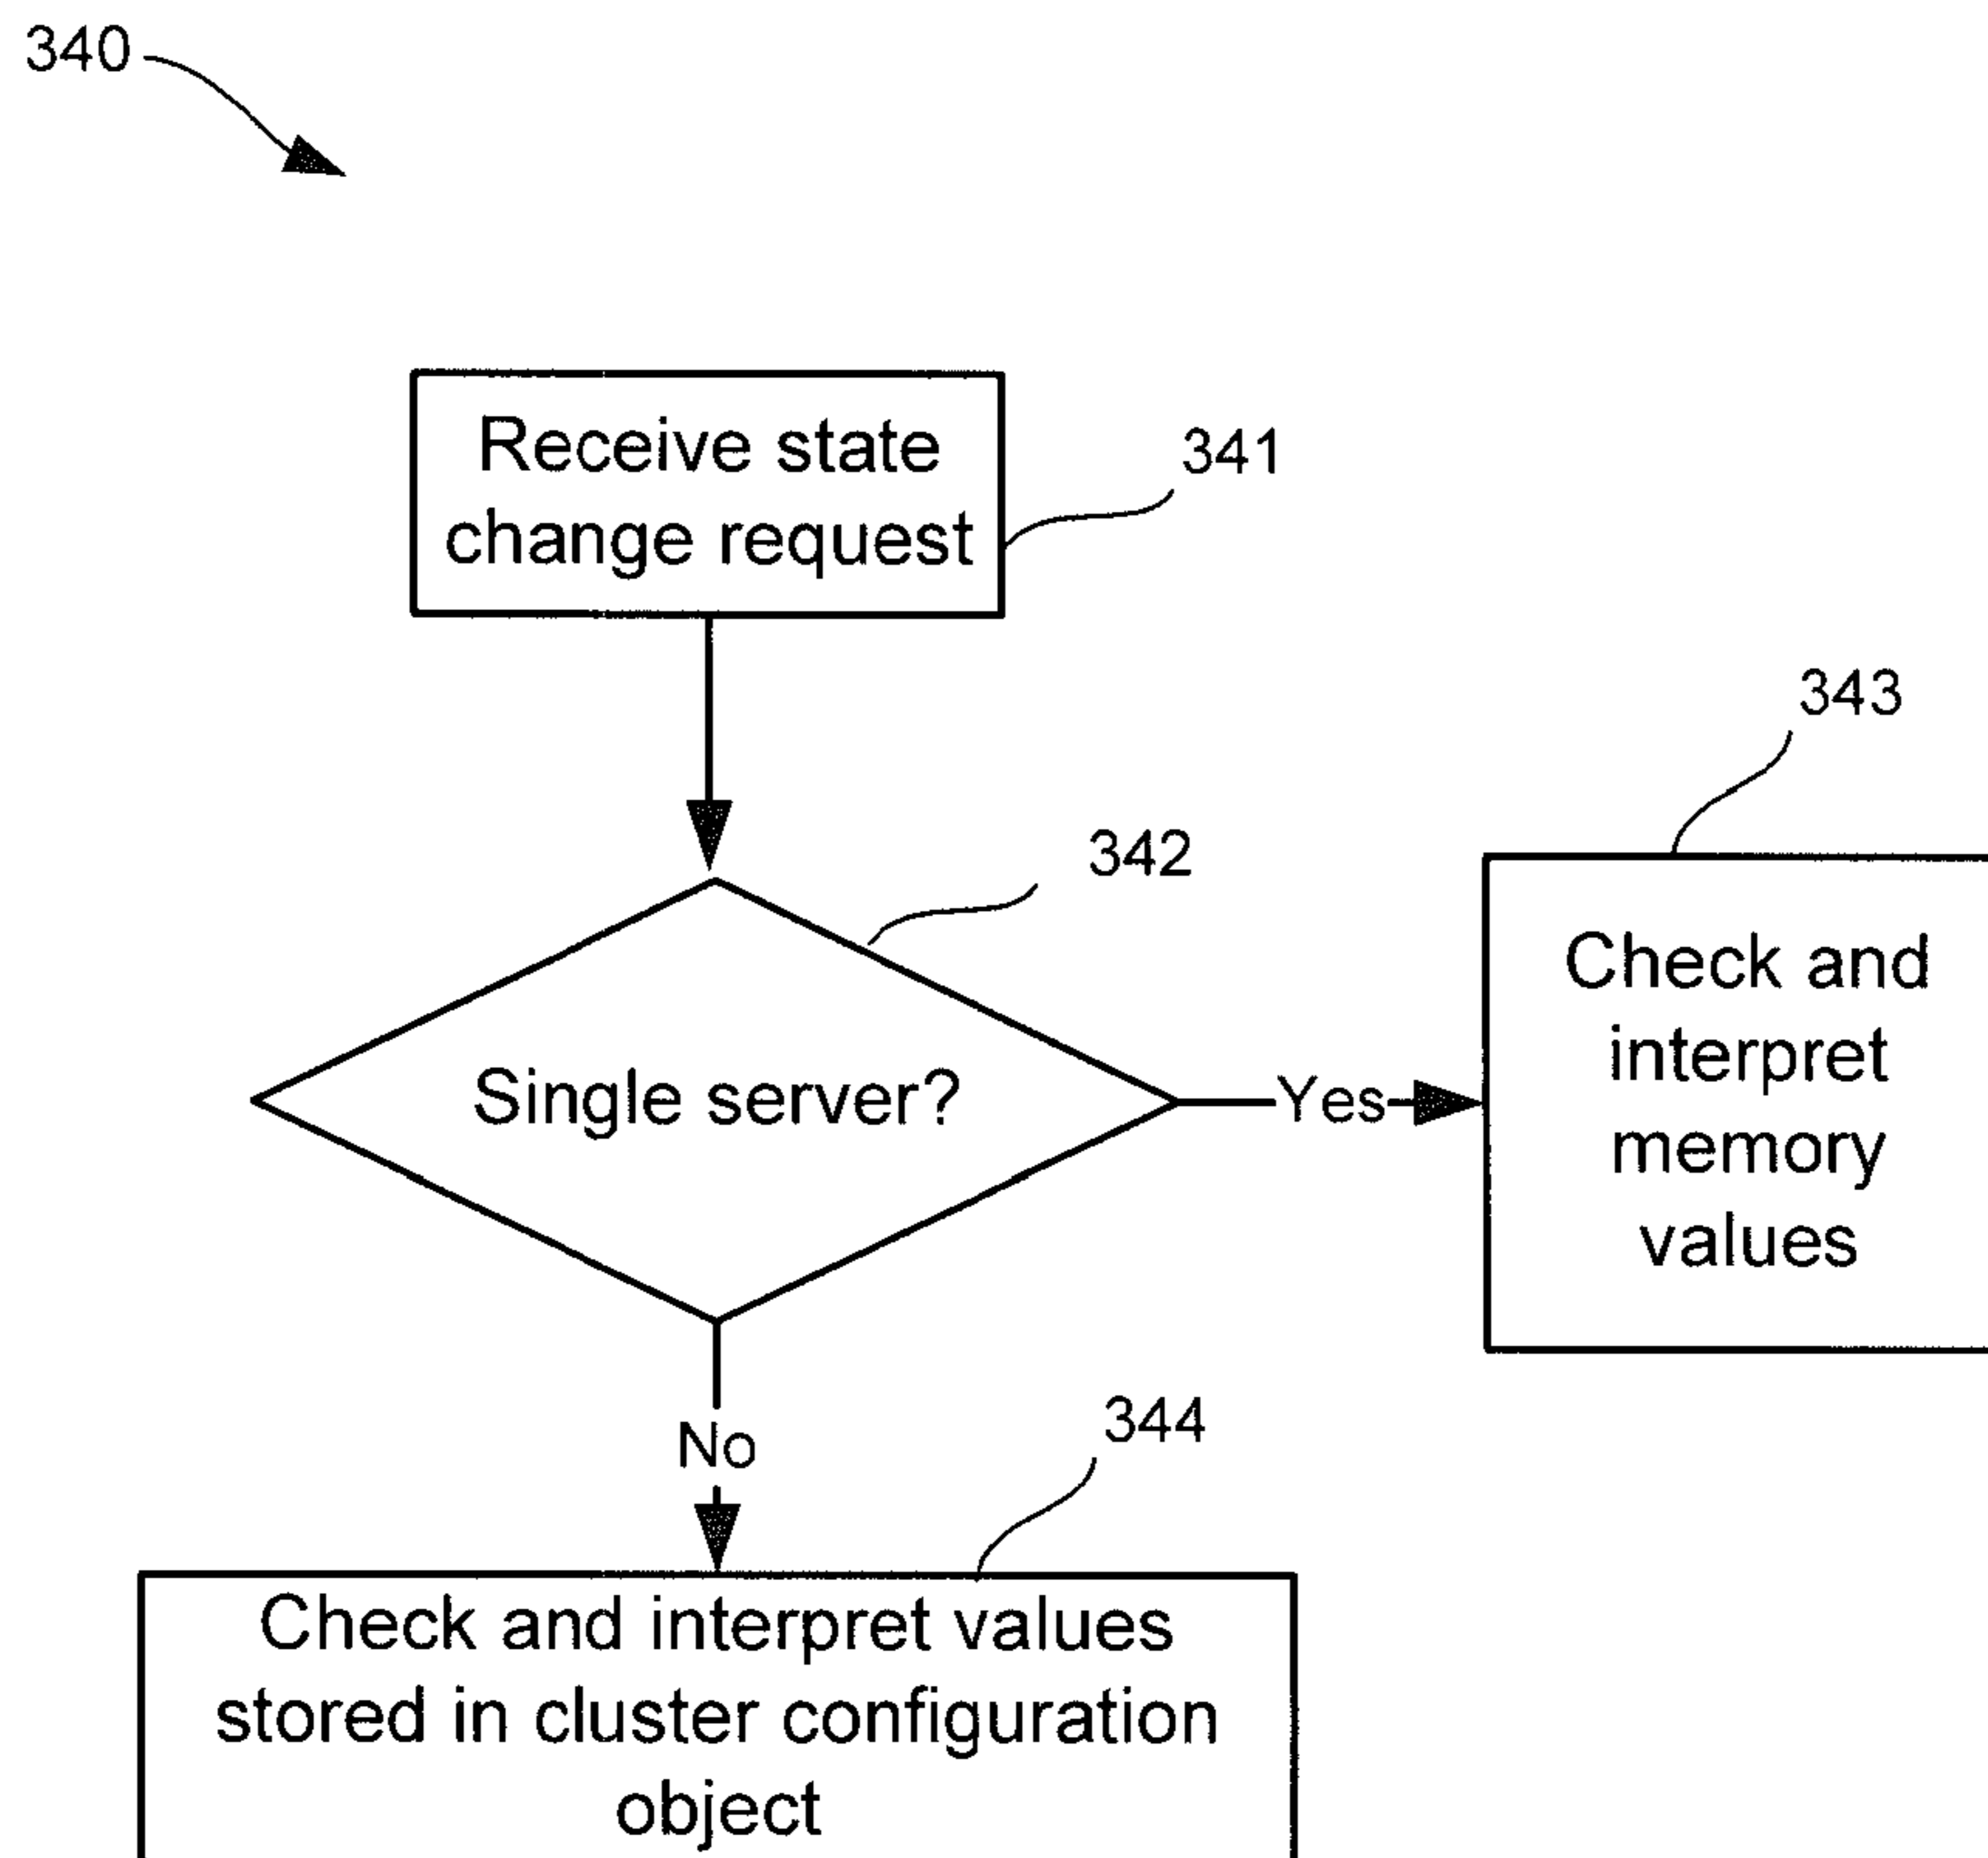 340
Receive state
change request
341
342
343
Single server?
Yes
Check and
interpret
memory
values
No
344
Check and interpret values
stored in cluster configuration
object